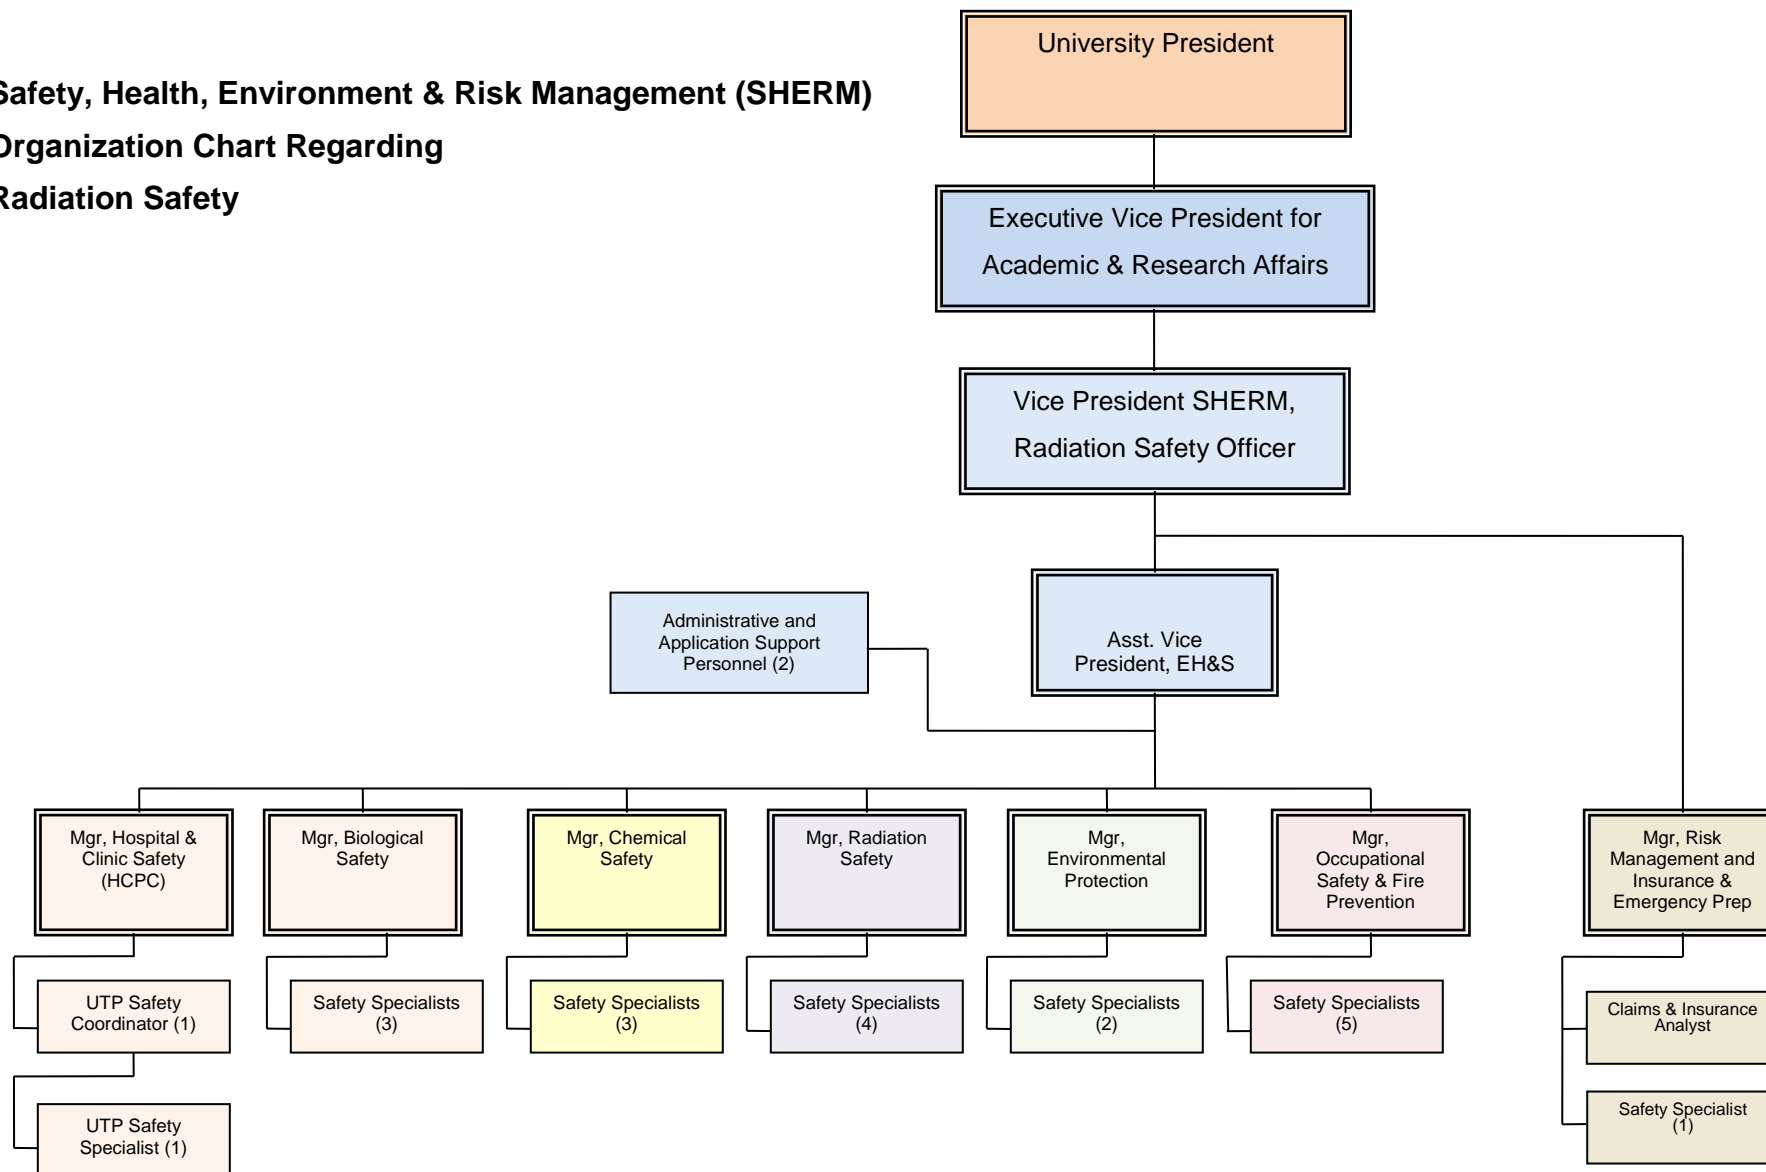 University President
Safety, Health, Environment & Risk Management (SHERM)
Organization Chart Regarding
Radiation Safety
Executive Vice President for
Academic & Research Affairs
Vice President SHERM,
Radiation Safety Officer
Administrative and
Application Support
Personnel (2)
Asst. Vice
President, EH&S
Mgr, Hospital &
Clinic Safety
(HCPC)
Mgr, Biological
Safety
Mgr, Chemical
Safety
Mgr, Radiation
Safety
Mgr,
Environmental
Protection
Mgr,
Occupational
Safety & Fire
Prevention
Mgr, Risk
Management and
Insurance &
Emergency Prep
UTP Safety
Coordinator (1)
Safety Specialists
(3)
Safety Specialists
(3)
Safety Specialists
(4)
Safety Specialists
(2)
Safety Specialists
(5)
Claims & Insurance
Analyst
UTP Safety
Specialist (1)
Safety Specialist
(1)